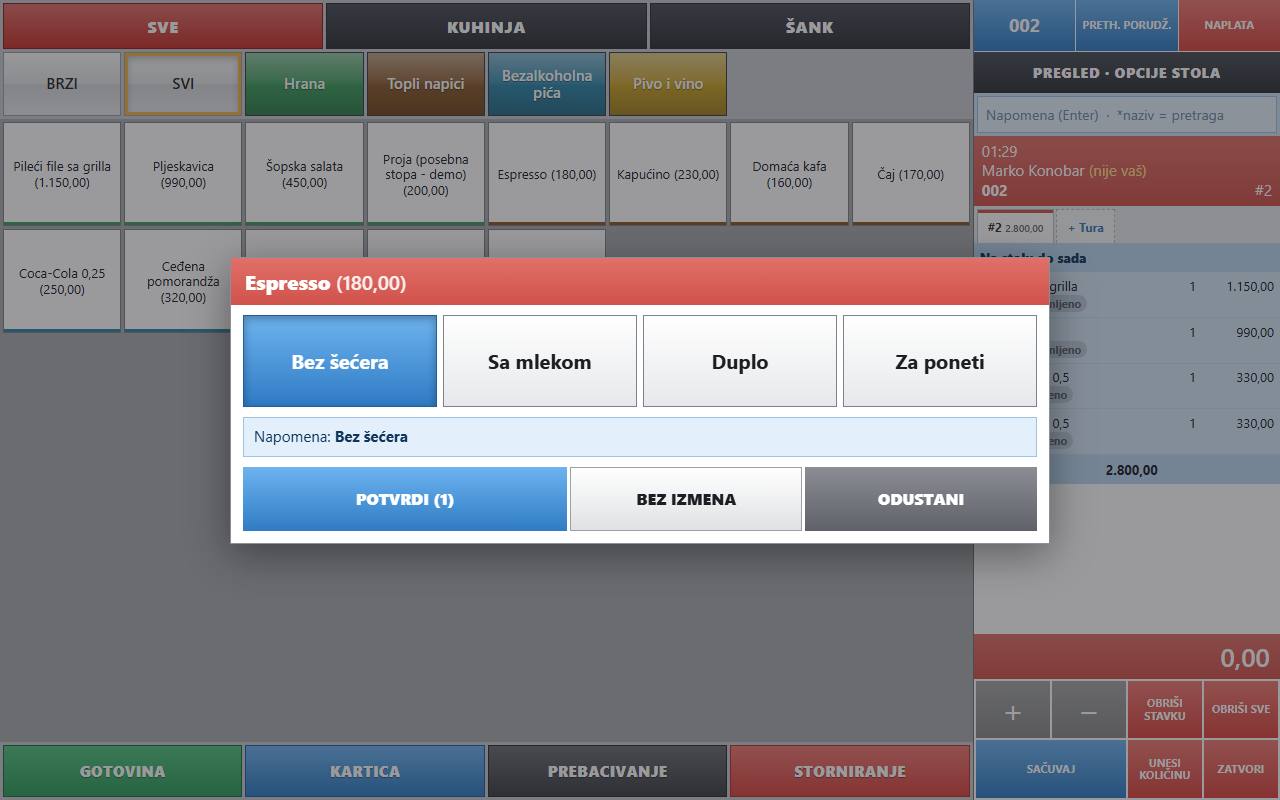 SVE
KUHINJA
ŠANK
002
PRETH. PORUDŽ.
NAPLATA
BRZI
SVI
Hrana
Topli napici
Bezalkoholna
pića
Pivo i vino
PREGLED · OPCIJE STOLA
Napomena (Enter) · *naziv = pretraga
Pileći file sa grilla
(1.150,00)
Pljeskavica
(990,00)
Šopska salata
(450,00)
Proja (posebna
stopa - demo)
(200,00)
Espresso (180,00)
Kapućino (230,00)
Domaća kafa
(160,00)
Čaj (170,00)
01:29
Marko Konobar (nije vaš)
002 #2
#2 2.800,00
+ Tura
Coca-Cola 0,25
(250,00)
Ceđena
pomorandža
(320,00)
sada
grilla 1 1.150,00
1 990,00
0,5 1 330,00
0,5 1 330,00
2.800,00
Espresso (180,00)
Bez šećera
Sa mlekom
Duplo
Za poneti
Napomena: Bez šećera
POTVRDI (1)
BEZ IZMENA
ODUSTANI
0,00
+
−
OBRIŠI
STAVKU
OBRIŠI SVE
GOTOVINA
KARTICA
PREBACIVANJE
STORNIRANJE
SAČUVAJ
UNESI
KOLIČINU
ZATVORI